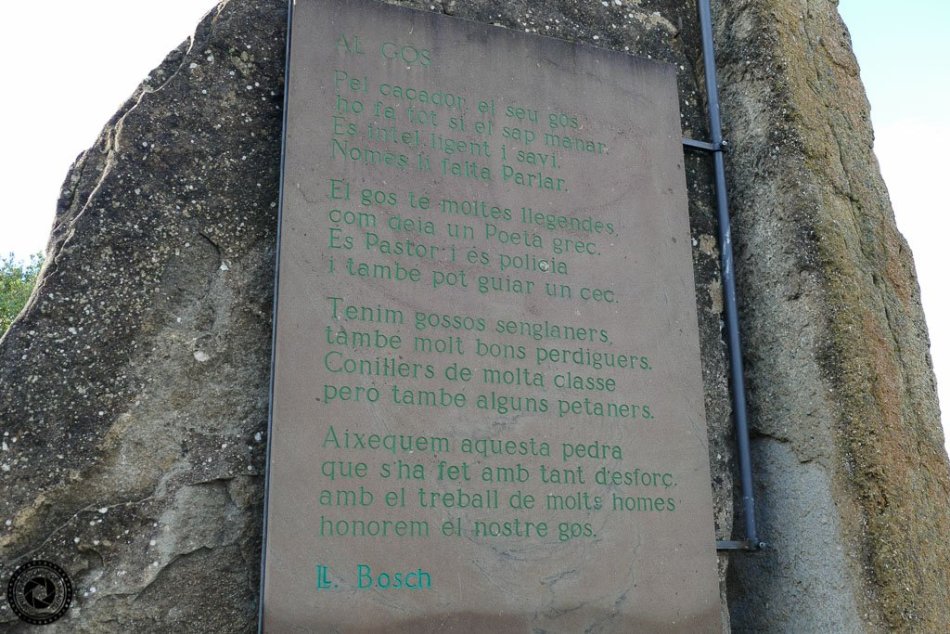 AL GOS
Pel caçador, el seu gos
ho fa tot si el sap manar.
És intel·ligent i savi.
Només li falta Parlar.
El gos té moltes llegendes,
com deia un Poeta grec.
És Pastor i és policia
i també pot guiar un cec.
Tenim gossos senglaners,
també molt bons perdiguers.
Conillers de molta classe
però també alguns petaners.
Aixequem aquesta pedra
que s'ha fet amb tant d'esforç.
amb el treball de molts homes
honorem el nostre gos.
LL. Bosch